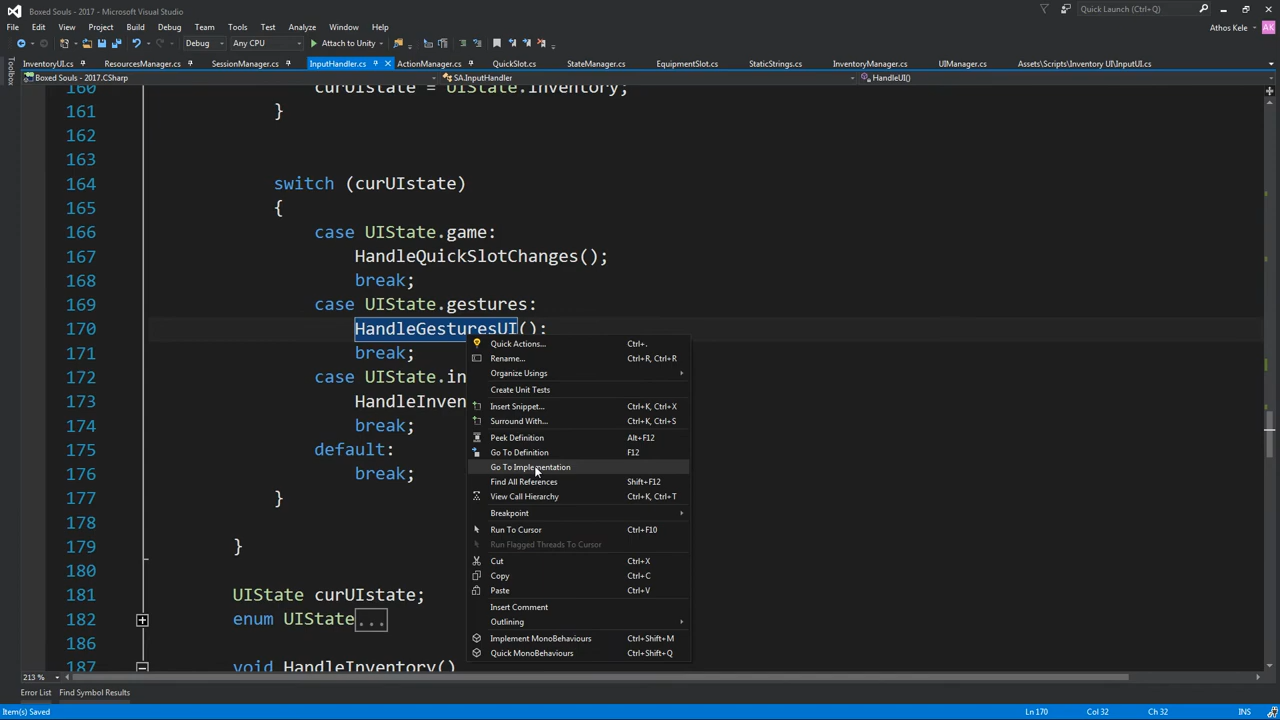 Boxed Souls - 2017 - Microsoft Visual Studio
Quick Launch (Ctrl+Q)
File Edit View Project Build Debug Team Tools Test Analyze Window Help
Athos Kele AK
Debug Any CPU Attach to Unity
InventoryUI.cs ResourcesManager.cs SessionManager.cs InputHandler.cs ActionManager.cs QuickSlot.cs StateManager.cs EquipmentSlot.cs StaticStrings.cs InventoryManager.cs UIManager.cs Assets\Scripts\Inventory UI\InputUI.cs
Toolbox
Boxed Souls - 2017.CSharp SA.InputHandler HandleUI()
160 curUIstate = UIState.inventory;
161 }
162
163
164 switch (curUIstate)
165 {
166 case UIState.game:
167 HandleQuickSlotChanges();
168 break;
169 case UIState.gestures:
170 HandleGesturesUI();
171 break;
172 case UIState.in
173 HandleInven
174 break;
175 default:
176 break;
177 }
178
179 }
180
181 UIState curUIstate;
182 enum UIState...
186
187 void HandleInventory()
Quick Actions... Ctrl+.
Rename... Ctrl+R, Ctrl+R
Organize Usings
Create Unit Tests
Insert Snippet... Ctrl+K, Ctrl+X
Surround With... Ctrl+K, Ctrl+S
Peek Definition Alt+F12
Go To Definition F12
Go To Implementation
Find All References Shift+F12
View Call Hierarchy Ctrl+K, Ctrl+T
Breakpoint
Run To Cursor Ctrl+F10
Run Flagged Threads To Cursor
Cut Ctrl+X
Copy Ctrl+C
Paste Ctrl+V
Insert Comment
Outlining
Implement MonoBehaviours Ctrl+Shift+M
Quick MonoBehaviours Ctrl+Shift+Q
213 %
Error List Find Symbol Results
Item(s) Saved Ln 170 Col 32 Ch 32 INS